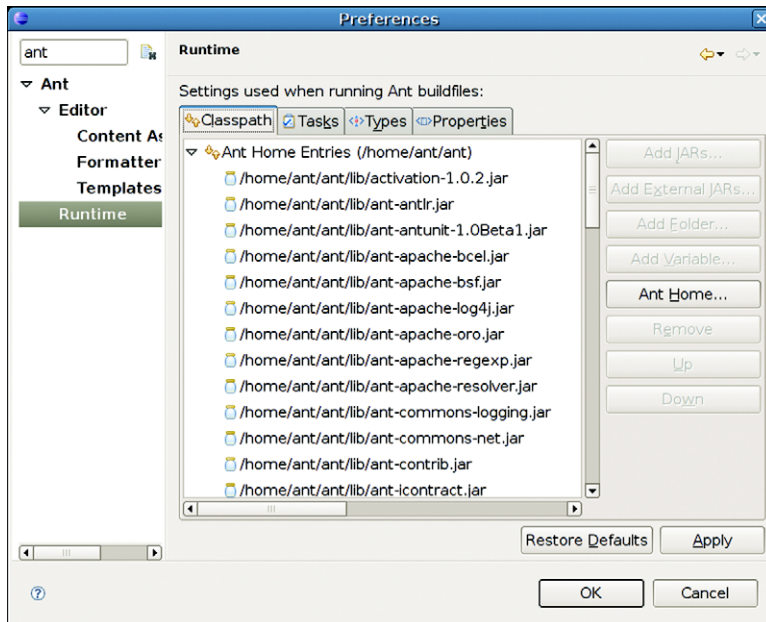 Preferences
ant
Runtime
Ant
Editor
Content As
Formatter
Templates
Runtime
Settings used when running Ant buildfiles:
Classpath Tasks Types Properties
Ant Home Entries (/home/ant/ant)
/home/ant/ant/lib/activation-1.0.2.jar
/home/ant/ant/lib/ant-antlr.jar
/home/ant/ant/lib/ant-antunit-1.0Beta1.jar
/home/ant/ant/lib/ant-apache-bcel.jar
/home/ant/ant/lib/ant-apache-bsf.jar
/home/ant/ant/lib/ant-apache-log4j.jar
/home/ant/ant/lib/ant-apache-oro.jar
/home/ant/ant/lib/ant-apache-regexp.jar
/home/ant/ant/lib/ant-apache-resolver.jar
/home/ant/ant/lib/ant-commons-logging.jar
/home/ant/ant/lib/ant-commons-net.jar
/home/ant/ant/lib/ant-contrib.jar
/home/ant/ant/lib/ant-icontract.jar
Add JARs...
Add External JARs...
Add Folder...
Add Variable...
Ant Home...
Remove
Up
Down
Restore Defaults
Apply
OK
Cancel